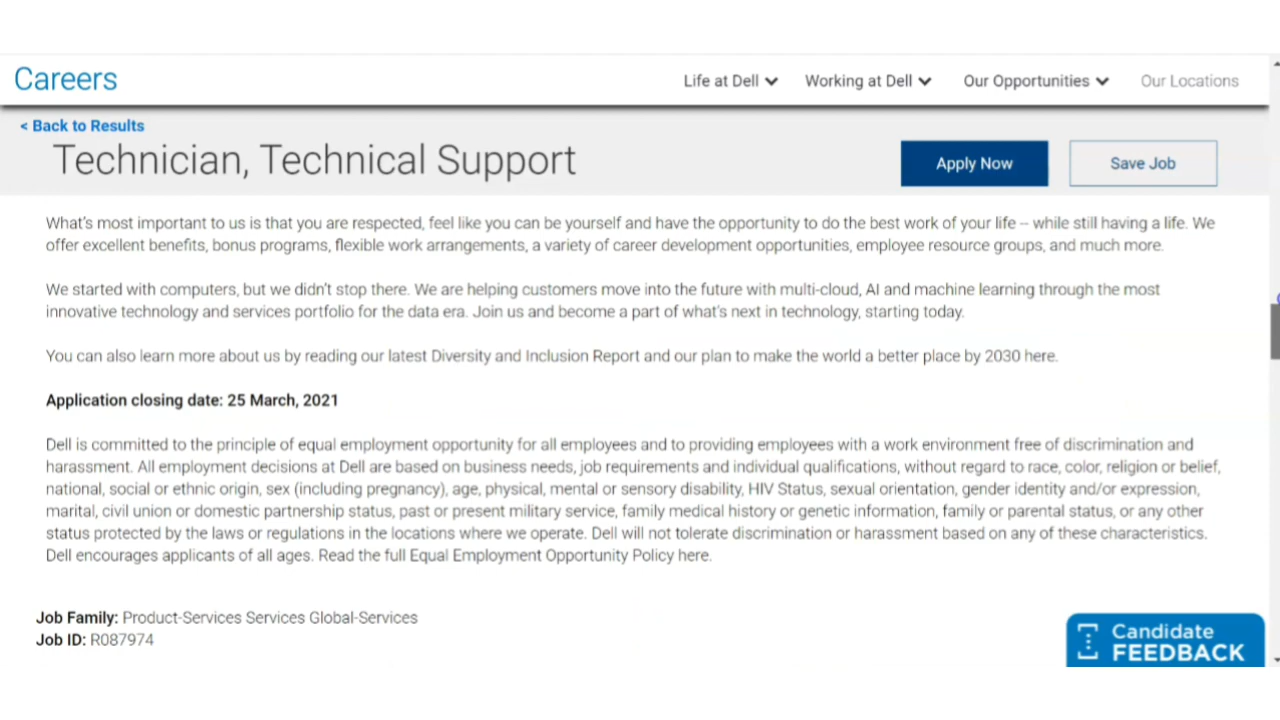 Careers
Life at Dell
Working at Dell
Our Opportunities
Our Locations
< Back to Results
Technician, Technical Support
Apply Now
Save Job
What's most important to us is that you are respected, feel like you can be yourself and have the opportunity to do the best work of your life – while still having a life. We
offer excellent benefits, bonus programs, flexible work arrangements, a variety of career development opportunities, employee resource groups, and much more.
We started with computers, but we didn't stop there. We are helping customers move into the future with multi-cloud, AI and machine learning through the most
innovative technology and services portfolio for the data era. Join us and become a part of what's next in technology, starting today.
You can also learn more about us by reading our latest Diversity and Inclusion Report and our plan to make the world a better place by 2030 here.
Application closing date: 25 March, 2021
Dell is committed to the principle of equal employment opportunity for all employees and to providing employees with a work environment free of discrimination and
harassment. All employment decisions at Dell are based on business needs, job requirements and individual qualifications, without regard to race, color, religion or belief,
national, social or ethnic origin, sex (including pregnancy), age, physical, mental or sensory disability, HIV Status, sexual orientation, gender identity and/or expression,
marital, civil union or domestic partnership status, past or present military service, family medical history or genetic information, family or parental status, or any other
status protected by the laws or regulations in the locations where we operate. Dell will not tolerate discrimination or harassment based on any of these characteristics.
Dell encourages applicants of all ages. Read the full Equal Employment Opportunity Policy here.
Job Family: Product-Services Services Global-Services
Job ID: R087974
Candidate
FEEDBACK